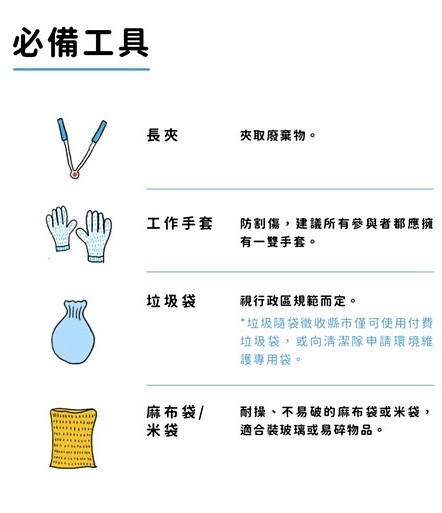 必備工具
長夾
夾取廢棄物。
工作手套
防割傷，建議所有參與者都應擁
有一雙手套。
垃圾袋
視行政區規範而定。
*垃圾隨袋徵收縣市僅可使用付費
垃圾袋，或向清潔隊申請環境維
護專用袋。
麻布袋/
米袋
耐操、不易破的麻布袋或米袋，
適合裝玻璃或易碎物品。